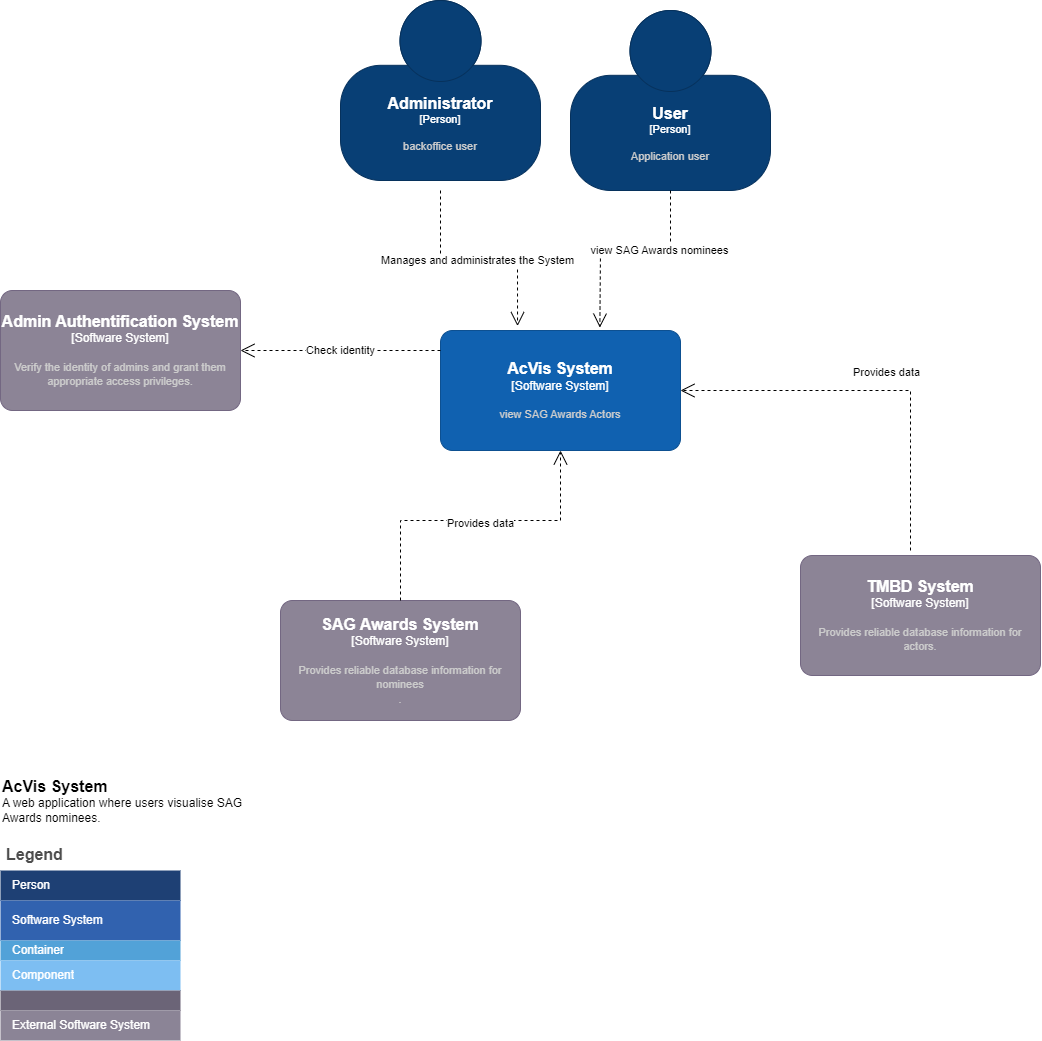 Administrator
[Person]
backoffice user
User
[Person]
Application user
Manages and administrates the System
view SAG Awards nominees
Admin Authentification System
[Software System]
Verify the identity of admins and grant them
appropriate access privileges.
Check identity
AcVis System
[Software System]
view SAG Awards Actors
Provides data
Provides data
SAG Awards System
[Software System]
Provides reliable database information for
nominees
.
TMBD System
[Software System]
Provides reliable database information for
actors.
AcVis System
A web application where users visualise SAG
Awards nominees.
Legend
Person
Software System
Container
Component
External Software System